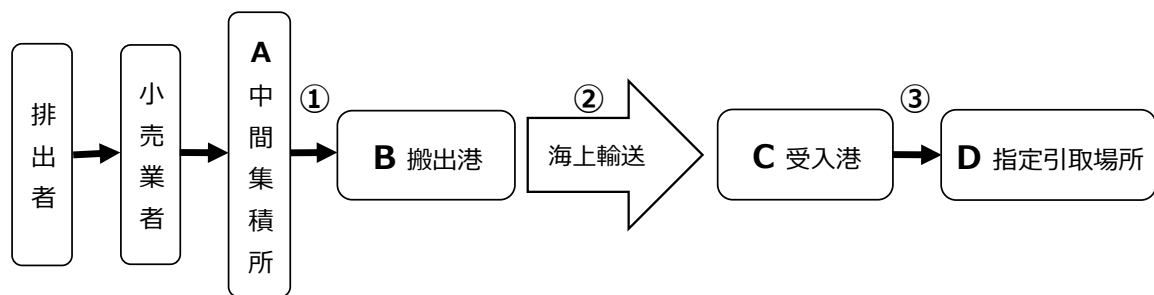 排出者
小売業者
A 中間集積所
①
B 搬出港
②
海上輸送
C 受入港
③
D 指定引取場所